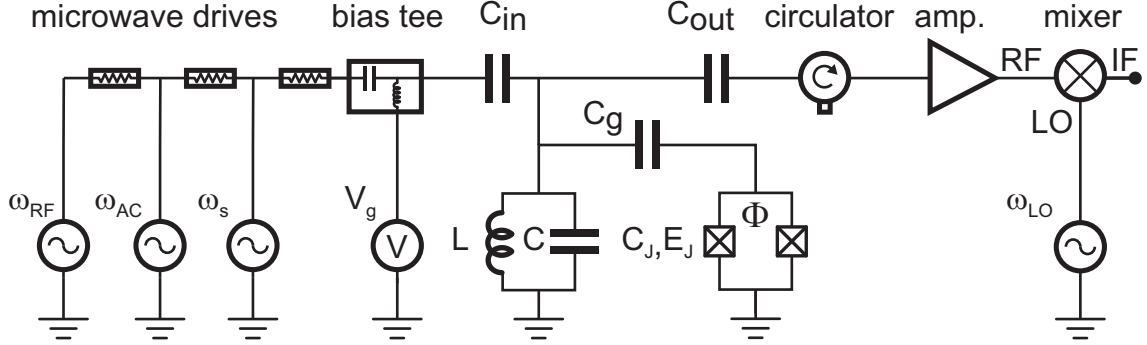 microwave drives bias tee C_in C_out circulator amp. mixer
RF IF
LO
C_g
ω_RF ω_AC ω_s V_g Φ ω_LO
V L C C_J,E_J